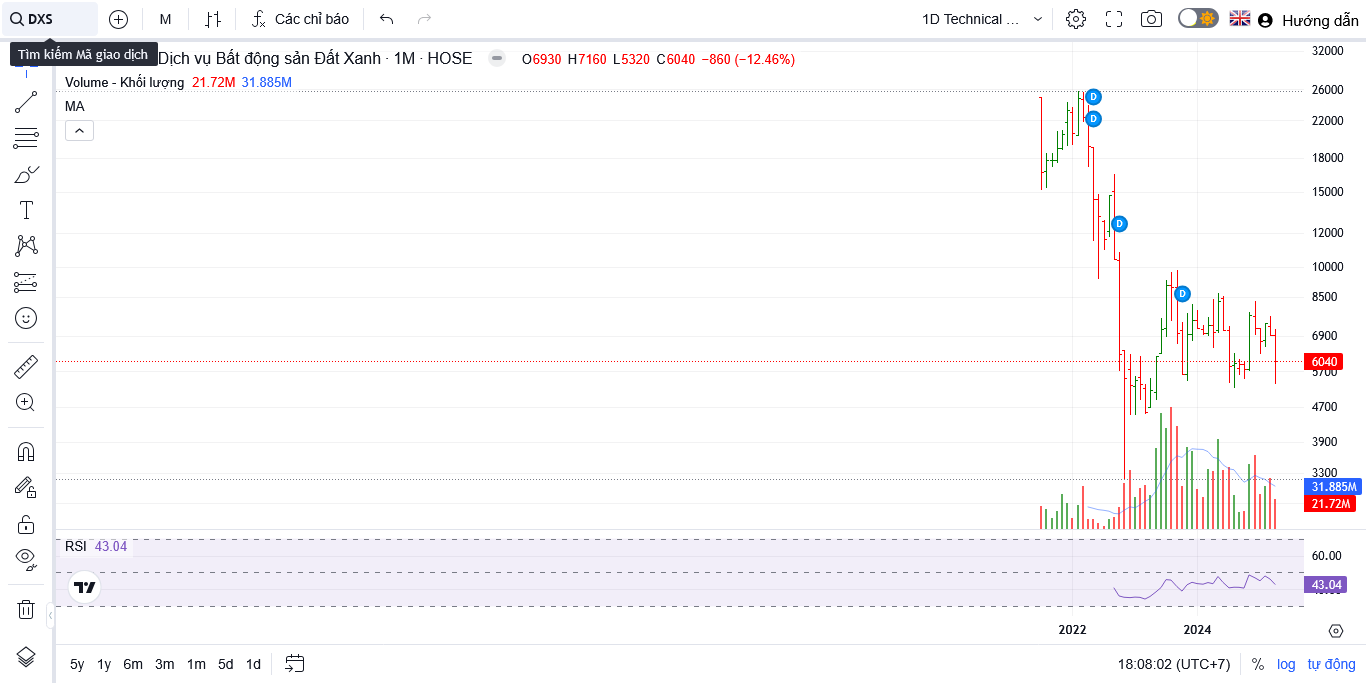 DXS
M
Các chỉ báo
1D Technical ...
Hướng dẫn
Tìm kiếm Mã giao dịch
Dịch vụ Bất động sản Đất Xanh · 1M · HOSE
O6930 H7160 L5320 C6040 −860 (−12.46%)
Volume - Khối lượng 21.72M 31.885M
MA
D
D
D
D
32000
26000
22000
18000
15000
12000
10000
8500
6900
6040
5700
4700
3900
3300
31.885M
21.72M
RSI 43.04
60.00
43.04
2022 2024
5y 1y 6m 3m 1m 5d 1d
18:08:02 (UTC+7) % log tự động